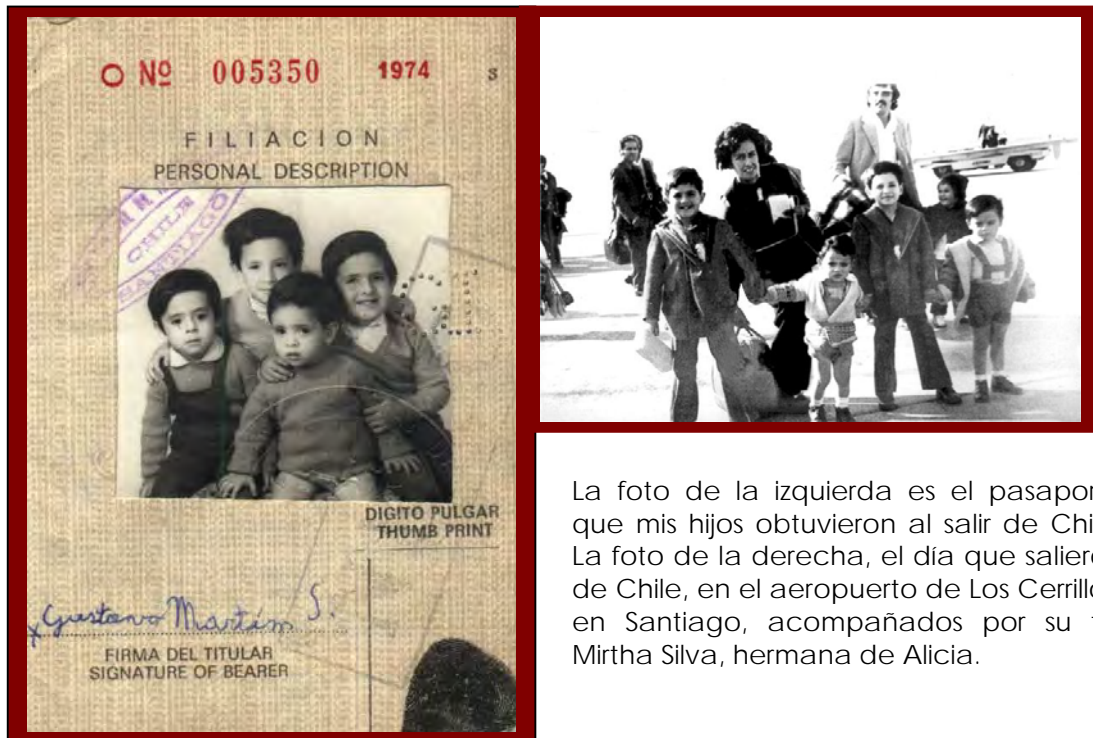 O Nº 005350 1974 S
FILIACION
PERSONAL DESCRIPTION
CHILE
SANTIAGO
DIGITO PULGAR
THUMB PRINT
Gustavo Martín S.
FIRMA DEL TITULAR
SIGNATURE OF BEARER
La foto de la izquierda es el pasapor
que mis hijos obtuvieron al salir de Chi
La foto de la derecha, el día que saliero
de Chile, en el aeropuerto de Los Cerrillo
en Santiago, acompañados por su t
Mirtha Silva, hermana de Alicia.